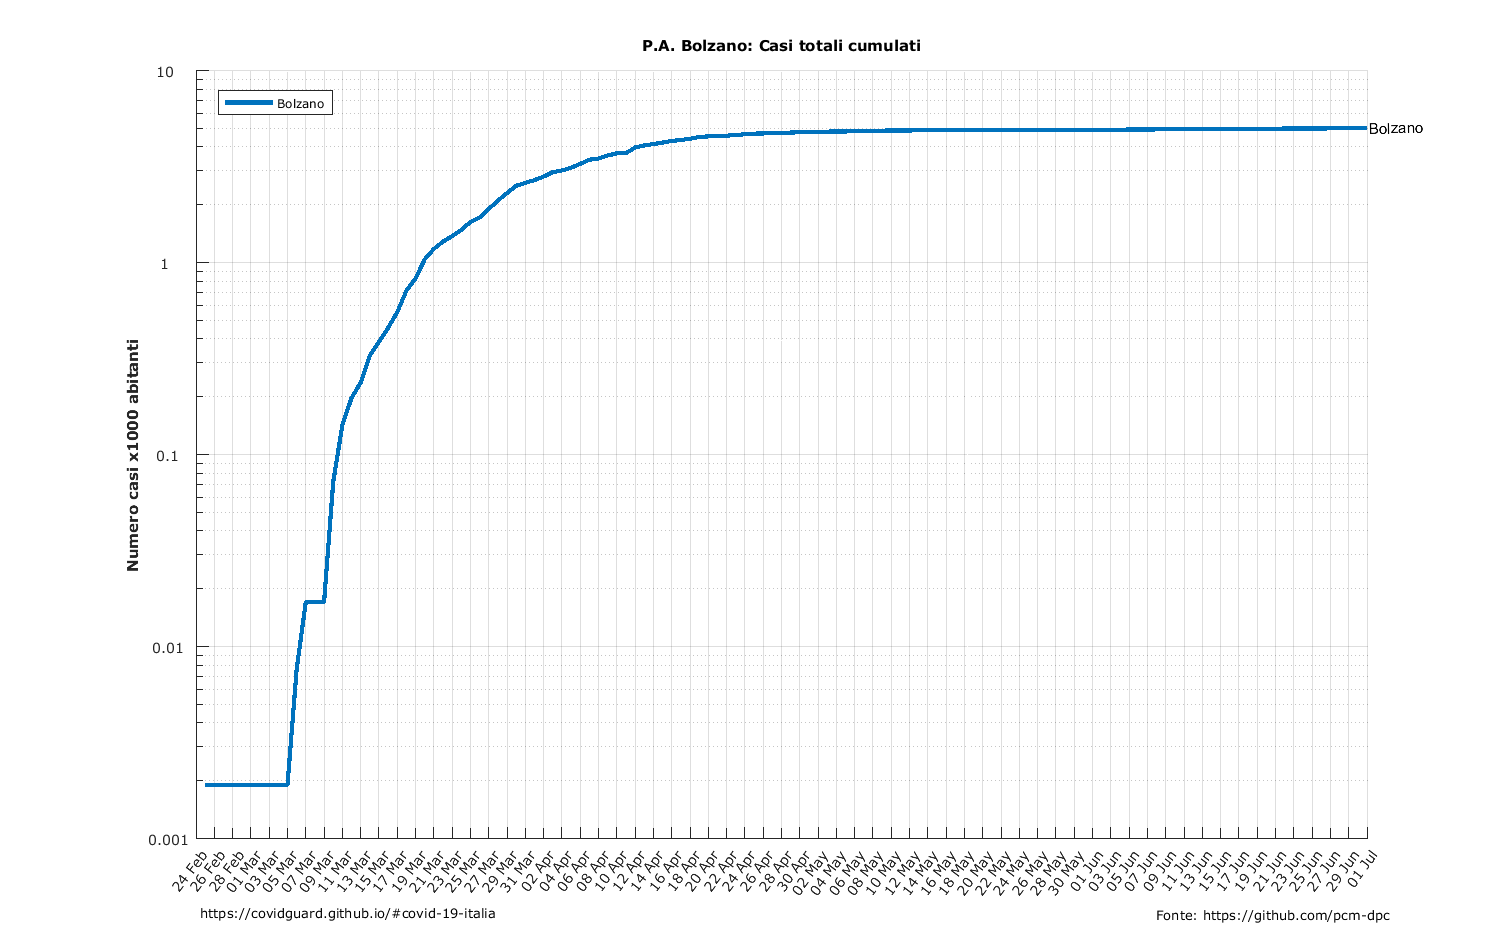 P.A. Bolzano: Casi totali cumulati
10
1
0.1
0.01
0.001
Numero casi x1000 abitanti
Bolzano
Bolzano
24 Feb
26 Feb
28 Feb
01 Mar
03 Mar
05 Mar
07 Mar
09 Mar
11 Mar
13 Mar
15 Mar
17 Mar
19 Mar
21 Mar
23 Mar
25 Mar
27 Mar
29 Mar
31 Mar
02 Apr
04 Apr
06 Apr
08 Apr
10 Apr
12 Apr
14 Apr
16 Apr
18 Apr
20 Apr
22 Apr
24 Apr
26 Apr
28 Apr
30 Apr
02 May
04 May
06 May
08 May
10 May
12 May
14 May
16 May
18 May
20 May
22 May
24 May
26 May
28 May
30 May
01 Jun
03 Jun
05 Jun
07 Jun
09 Jun
11 Jun
13 Jun
15 Jun
17 Jun
19 Jun
21 Jun
23 Jun
25 Jun
27 Jun
29 Jun
01 Jul
https://covidguard.github.io/#covid-19-italia
Fonte: https://github.com/pcm-dpc